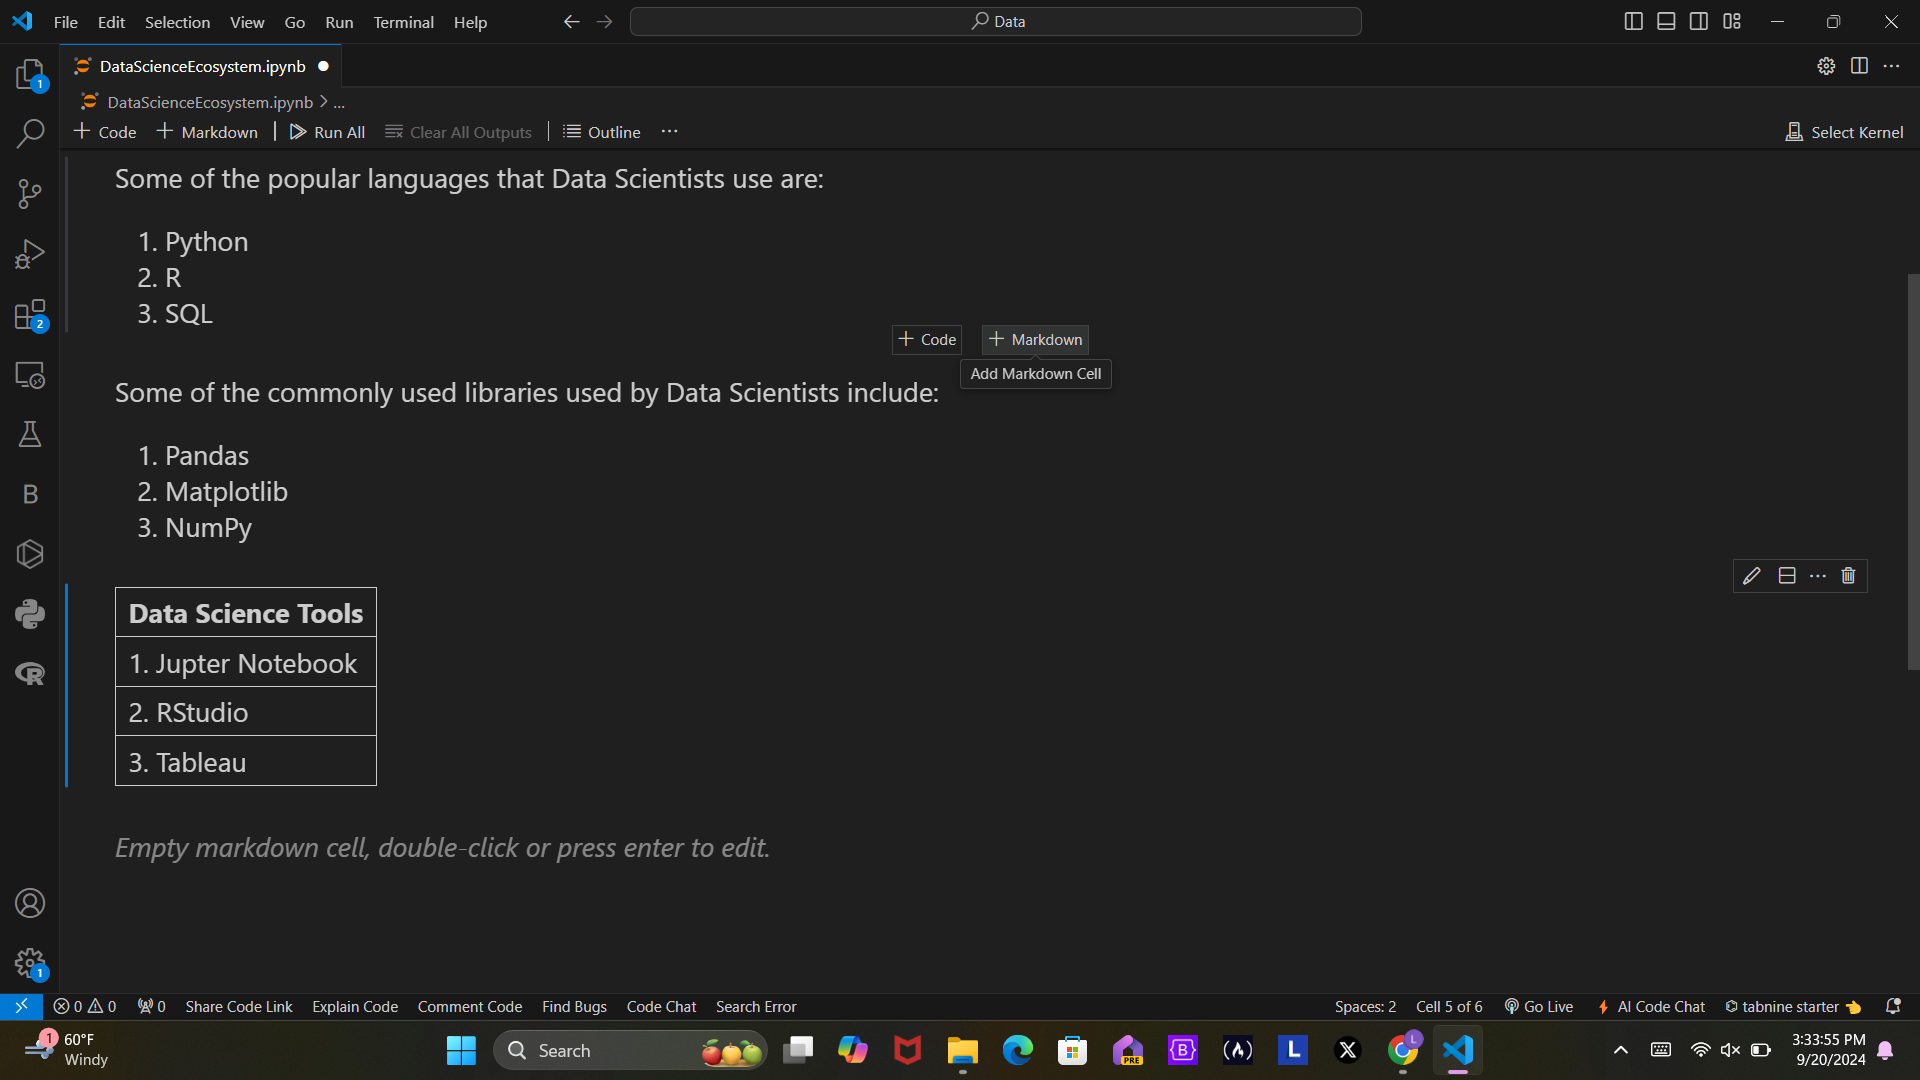 File Edit Selection View Go Run Terminal Help
Data
DataScienceEcosystem.ipynb
1
DataScienceEcosystem.ipynb > ...
+ Code + Markdown | Run All Clear All Outputs | Outline ...
Select Kernel
Some of the popular languages that Data Scientists use are:
1. Python
2. R
3. SQL
+ Code + Markdown
Add Markdown Cell
2
Some of the commonly used libraries used by Data Scientists include:
1. Pandas
2. Matplotlib
3. NumPy
B
Data Science Tools
1. Jupter Notebook
2. RStudio
3. Tableau
R
Empty markdown cell, double-click or press enter to edit.
1
0 0 0 Share Code Link Explain Code Comment Code Find Bugs Code Chat Search Error
Spaces: 2 Cell 5 of 6 Go Live AI Code Chat tabnine starter
1
60°F
Windy
Search
PRE
B
L
X
L
3:33:55 PM
9/20/2024